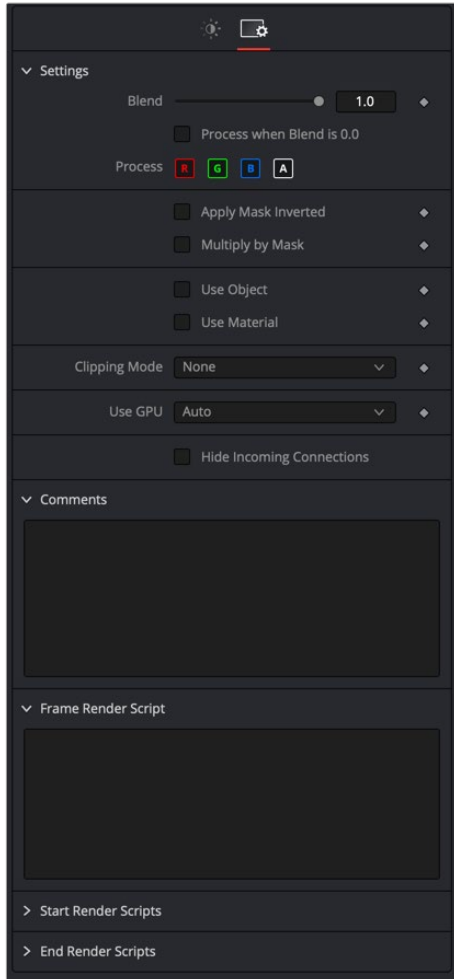 Settings
Blend 1.0
Process when Blend is 0.0
Process R G B A
Apply Mask Inverted
Multiply by Mask
Use Object
Use Material
Clipping Mode None
Use GPU Auto
Hide Incoming Connections
Comments
Frame Render Script
Start Render Scripts
End Render Scripts